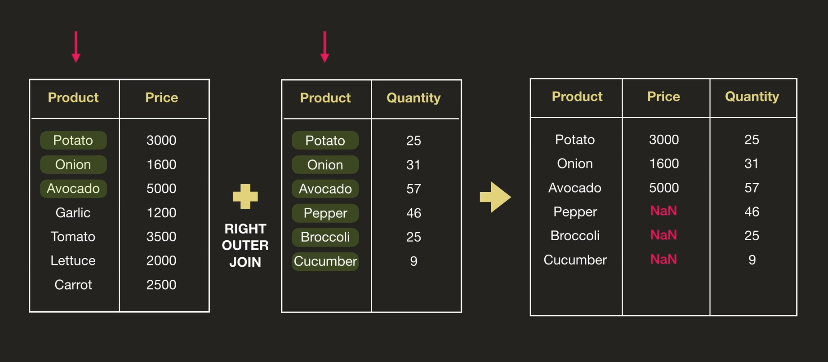 Product Price
Potato 3000
Onion 1600
Avocado 5000
Garlic 1200
Tomato 3500
Lettuce 2000
Carrot 2500
RIGHT
OUTER
JOIN
Product Quantity
Potato 25
Onion 31
Avocado 57
Pepper 46
Broccoli 25
Cucumber 9
Product Price Quantity
Potato 3000 25
Onion 1600 31
Avocado 5000 57
Pepper NaN 46
Broccoli NaN 25
Cucumber NaN 9